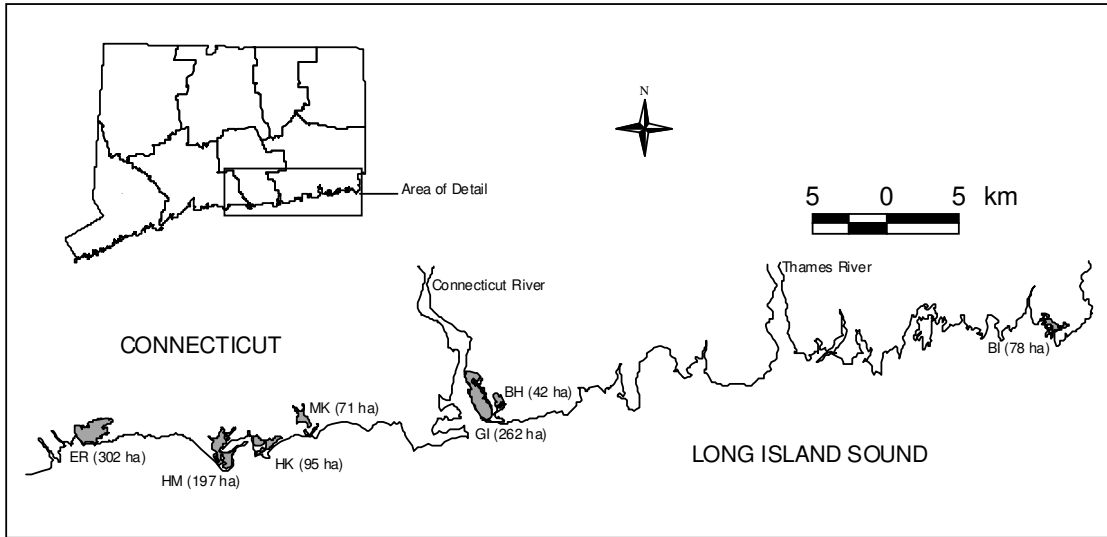 N
Area of Detail
5 0 5 km
Thames River
Connecticut River
CONNECTICUT
BI (78 ha)
BH (42 ha)
MK (71 ha)
GI (262 ha)
ER (302 ha)
HK (95 ha)
LONG ISLAND SOUND
HM (197 ha)